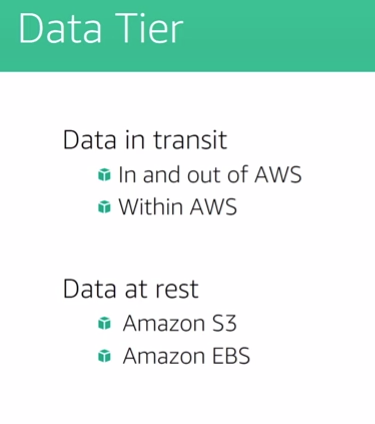 Data Tier
Data in transit
In and out of AWS
Within AWS
Data at rest
Amazon S3
Amazon EBS